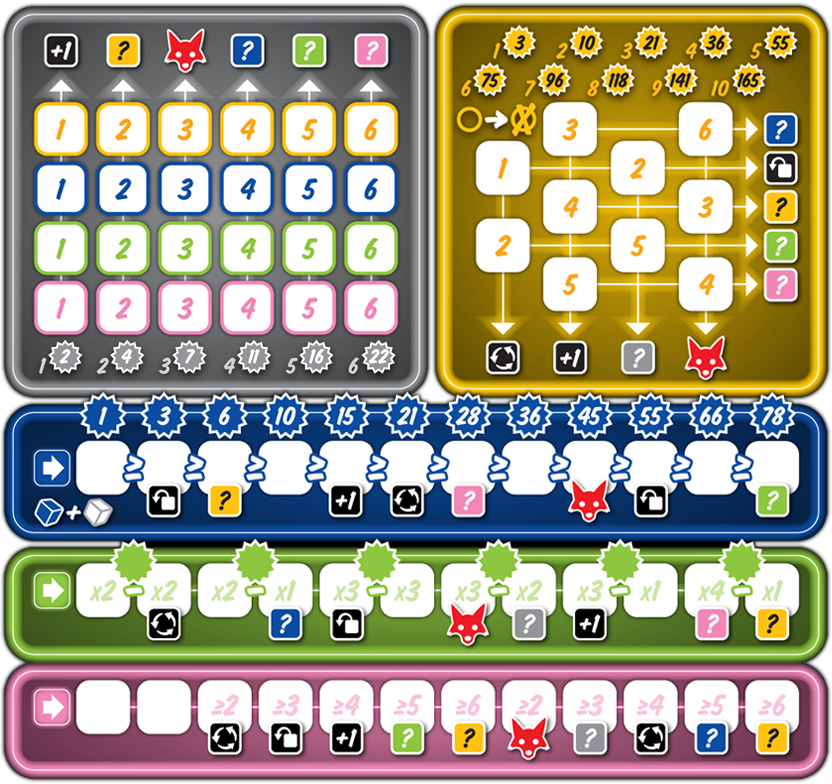 +1 ? ? ? ?
1 2 3 4 5 6
1 2 3 4 5 6
1 2 3 4 5 6
1 2 3 4 5 6
1 2 2 4 3 7 4 11 5 16 6 22
1 3 2 10 3 21 4 36 5 55
6 75 7 96 8 118 9 141 10 165
3 6 ?
1 2
4 3 ?
2 5 ?
5 4 ?
+1 ?
1 3 6 10 15 21 28 36 45 55 66 78
≥ ≥ ≥ ≥ ≥ ≥ ≥ ≥ ≥ ≥ ≥
+ ? +1 ? ?
x2 - x2 x2 - x1 x3 - x3 x3 - x2 x3 - x1 x4 - x1
? ? +1 ? ?
≥2 ≥3 ≥4 ≥5 ≥6 ≥2 ≥3 ≥4 ≥5 ≥6
+1 ? ? ? ? ?